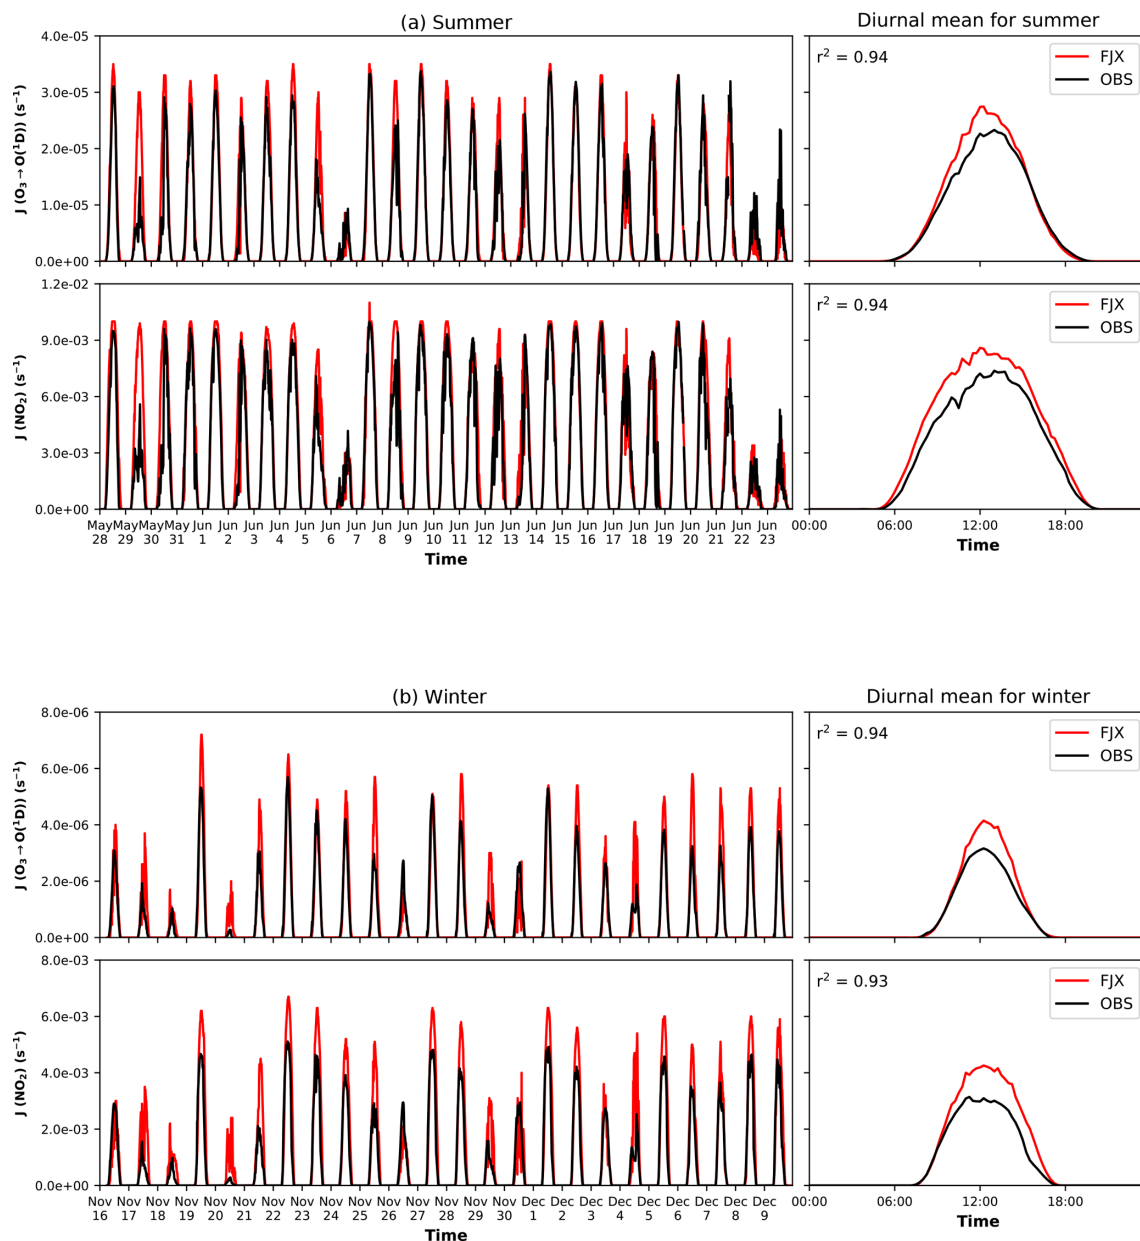 (a) Summer
Diurnal mean for summer
J (O₃→O(¹D)) (s⁻¹)
4.0e-05
3.0e-05
2.0e-05
1.0e-05
0.0e+00
r² = 0.94
FJX
OBS
J (NO₂) (s⁻¹)
1.2e-02
9.0e-03
6.0e-03
3.0e-03
0.0e+00
r² = 0.94
FJX
OBS
May May May May Jun Jun Jun Jun Jun Jun Jun Jun Jun Jun Jun Jun Jun Jun Jun Jun Jun Jun Jun Jun Jun Jun Jun
28 29 30 31 1 2 3 4 5 6 7 8 9 10 11 12 13 14 15 16 17 18 19 20 21 22 23
00:00 06:00 12:00 18:00
Time
Time
(b) Winter
Diurnal mean for winter
J (O₃→O(¹D)) (s⁻¹)
8.0e-06
6.0e-06
4.0e-06
2.0e-06
0.0e+00
r² = 0.94
FJX
OBS
J (NO₂) (s⁻¹)
8.0e-03
6.0e-03
4.0e-03
2.0e-03
0.0e+00
r² = 0.93
FJX
OBS
Nov Nov Nov Nov Nov Nov Nov Nov Nov Nov Nov Nov Nov Nov Nov Dec Dec Dec Dec Dec Dec Dec Dec Dec
16 17 18 19 20 21 22 23 24 25 26 27 28 29 30 1 2 3 4 5 6 7 8 9
00:00 06:00 12:00 18:00
Time
Time